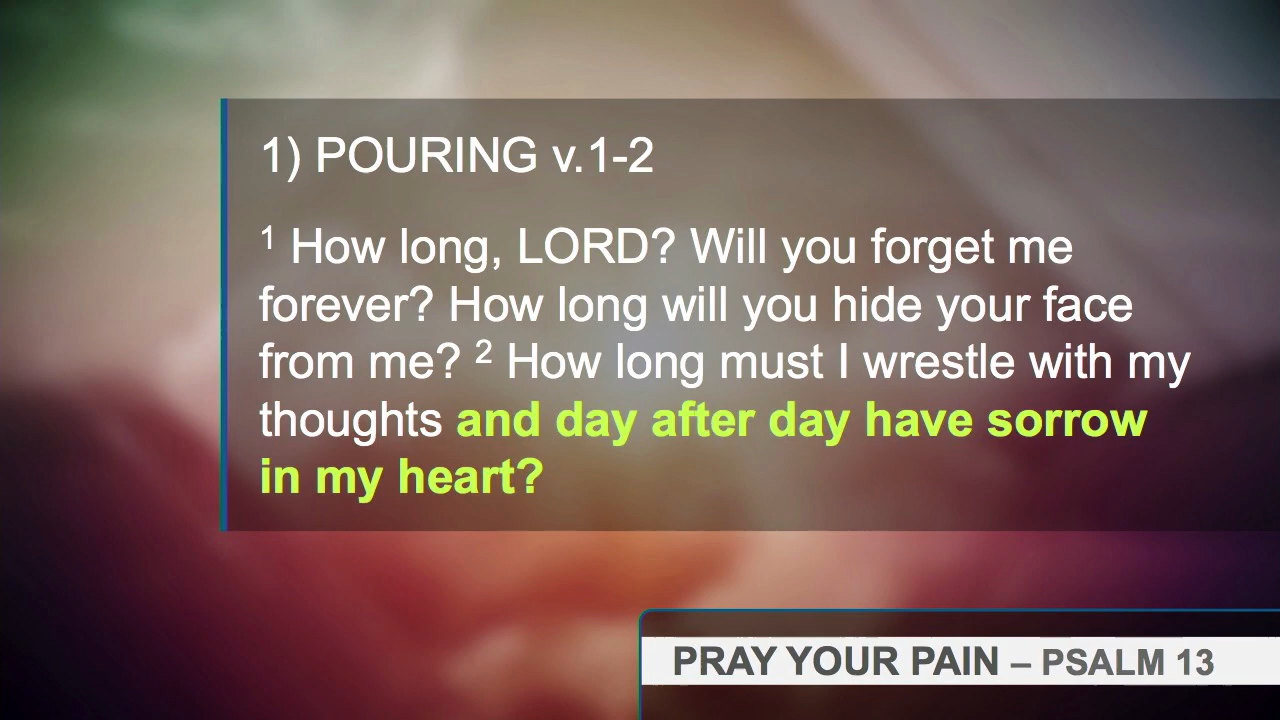 1) POURING v.1-2
¹ How long, LORD? Will you forget me
forever? How long will you hide your face
from me? ² How long must I wrestle with my
thoughts and day after day have sorrow
in my heart?
PRAY YOUR PAIN – PSALM 13